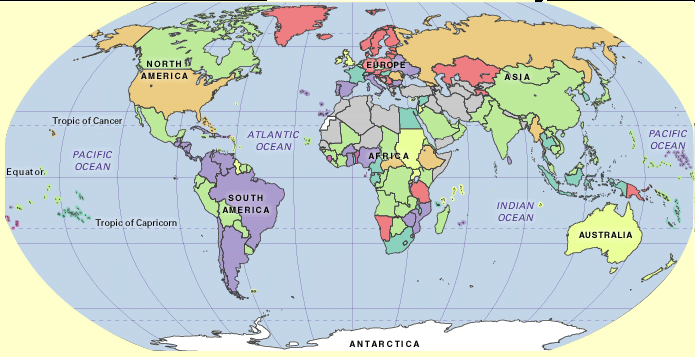 NORTH
AMERICA
EUROPE
ASIA
Tropic of Cancer
ATLANTIC
OCEAN
PACIFIC
OCEAN
PACIFIC
OCEAN
AFRICA
Equator
SOUTH
AMERICA
INDIAN
OCEAN
Tropic of Capricorn
AUSTRALIA
ANTARCTICA